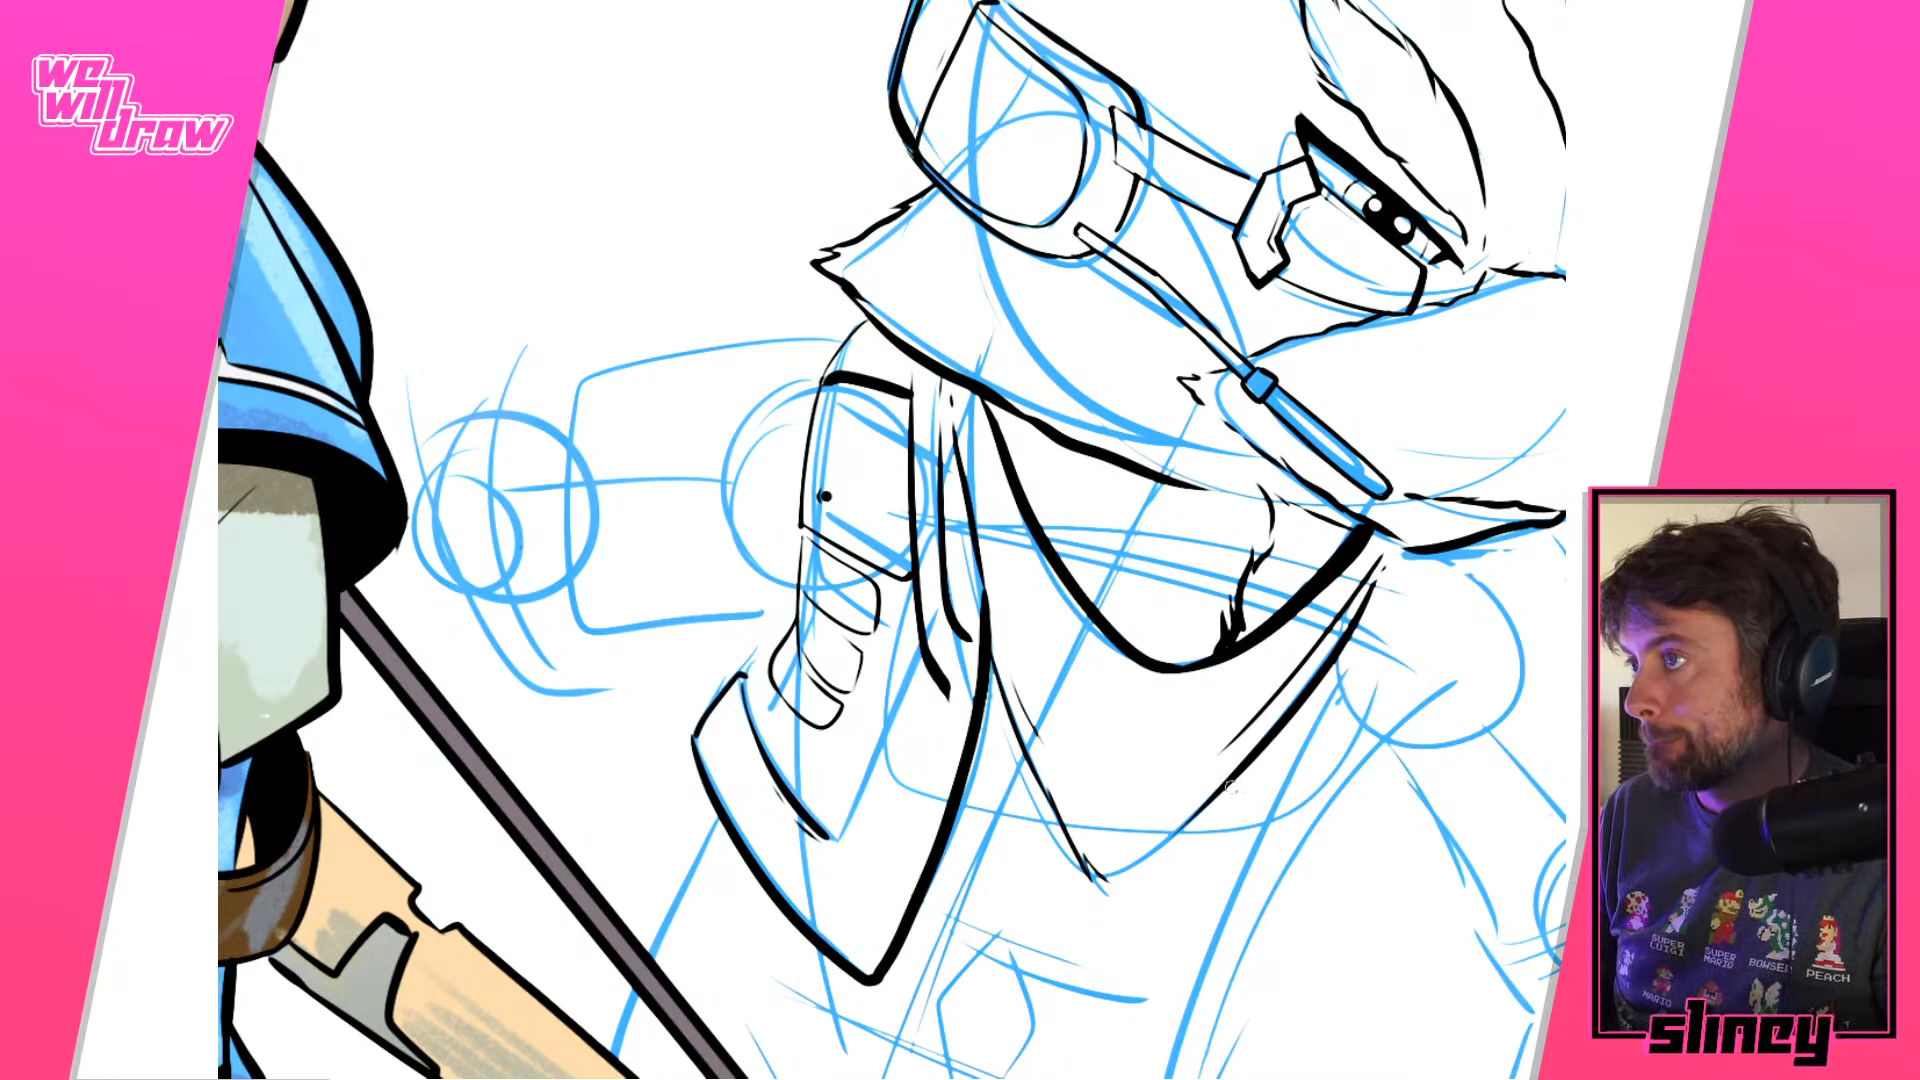 we
will
draw
SUPER
LUIGI
SUPER
MARIO
BOWSER
PEACH
MARIO
sliney